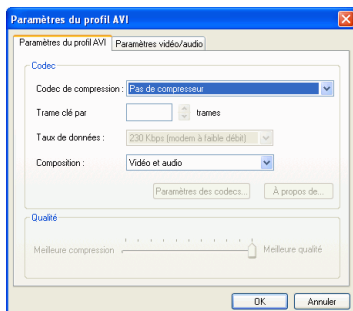 Paramètres du profil AVI
Paramètres du profil AVI Paramètres vidéo/audio
Codec
Codec de compression : Pas de compresseur
Trame clé par trames
Taux de données : 230 Kbps (modem à faible débit)
Composition : Vidéo et audio
Paramètres des codecs... À propos de...
Qualité
Meilleure compression Meilleure qualité
OK Annuler